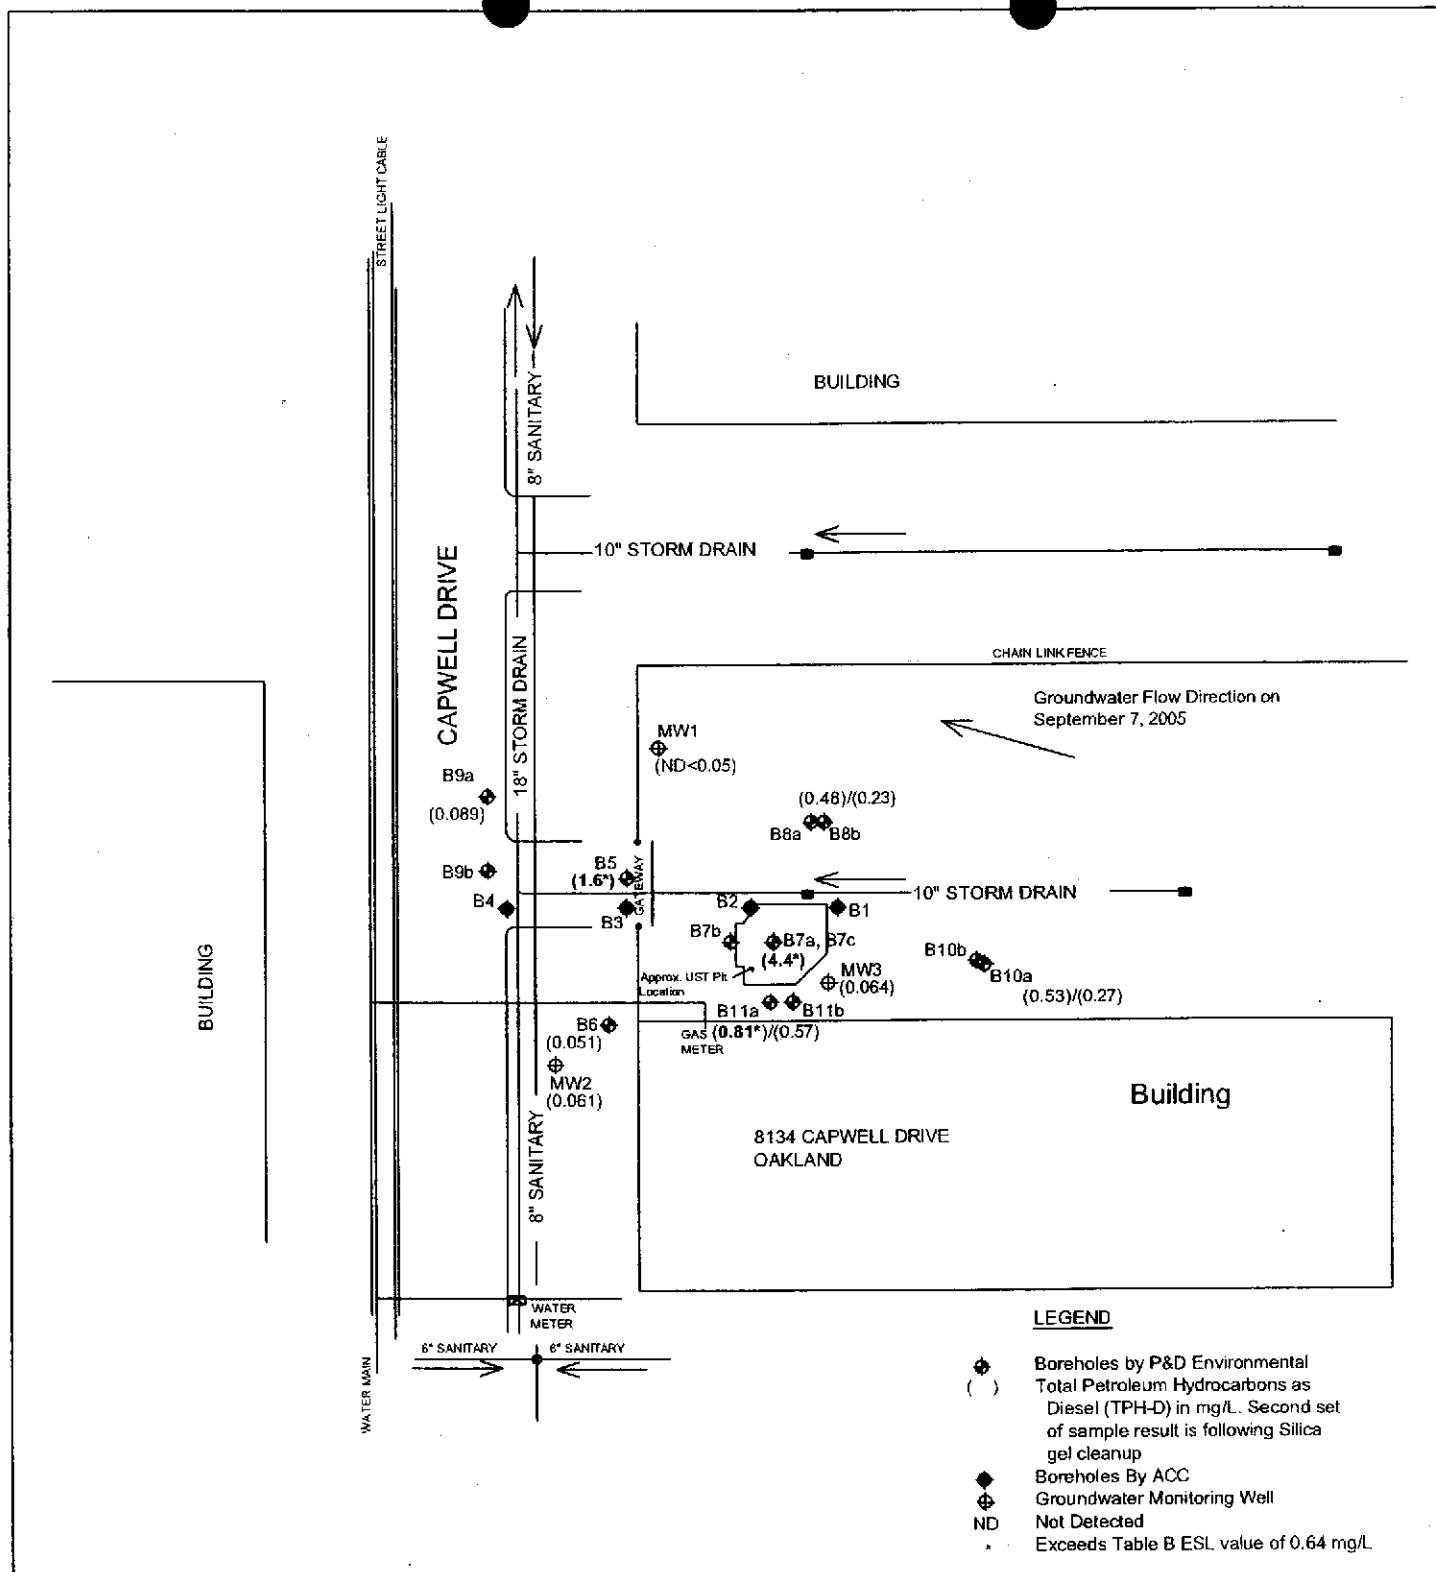 STREET LIGHT CABLE
8" SANITARY
BUILDING
10" STORM DRAIN
CAPWELL DRIVE
18" STORM DRAIN
CHAIN LINK FENCE
Groundwater Flow Direction on
September 7, 2005
MW1
(ND<0.05)
B9a
(0.089)
(0.48)/(0.23)
B8a
B8b
B9b
B5
(1.6*)
GATEWAY
10" STORM DRAIN
B4
B3
B2
B1
B7b
B7a, B7c
(4.4*)
B10b
B10a
(0.53)/(0.27)
Approx. UST Pit
Location
MW3
(0.064)
B11a
B11b
(0.81*)/(0.57)
GAS
METER
BUILDING
B6
(0.051)
MW2
(0.061)
8" SANITARY
Building
8134 CAPWELL DRIVE
OAKLAND
WATER
METER
6" SANITARY
6" SANITARY
WATER MAIN
LEGEND
Boreholes by P&D Environmental
( ) Total Petroleum Hydrocarbons as
Diesel (TPH-D) in mg/L. Second set
of sample result is following Silica
gel cleanup
Boreholes By ACC
Groundwater Monitoring Well
ND Not Detected
* Exceeds Table B ESL value of 0.64 mg/L